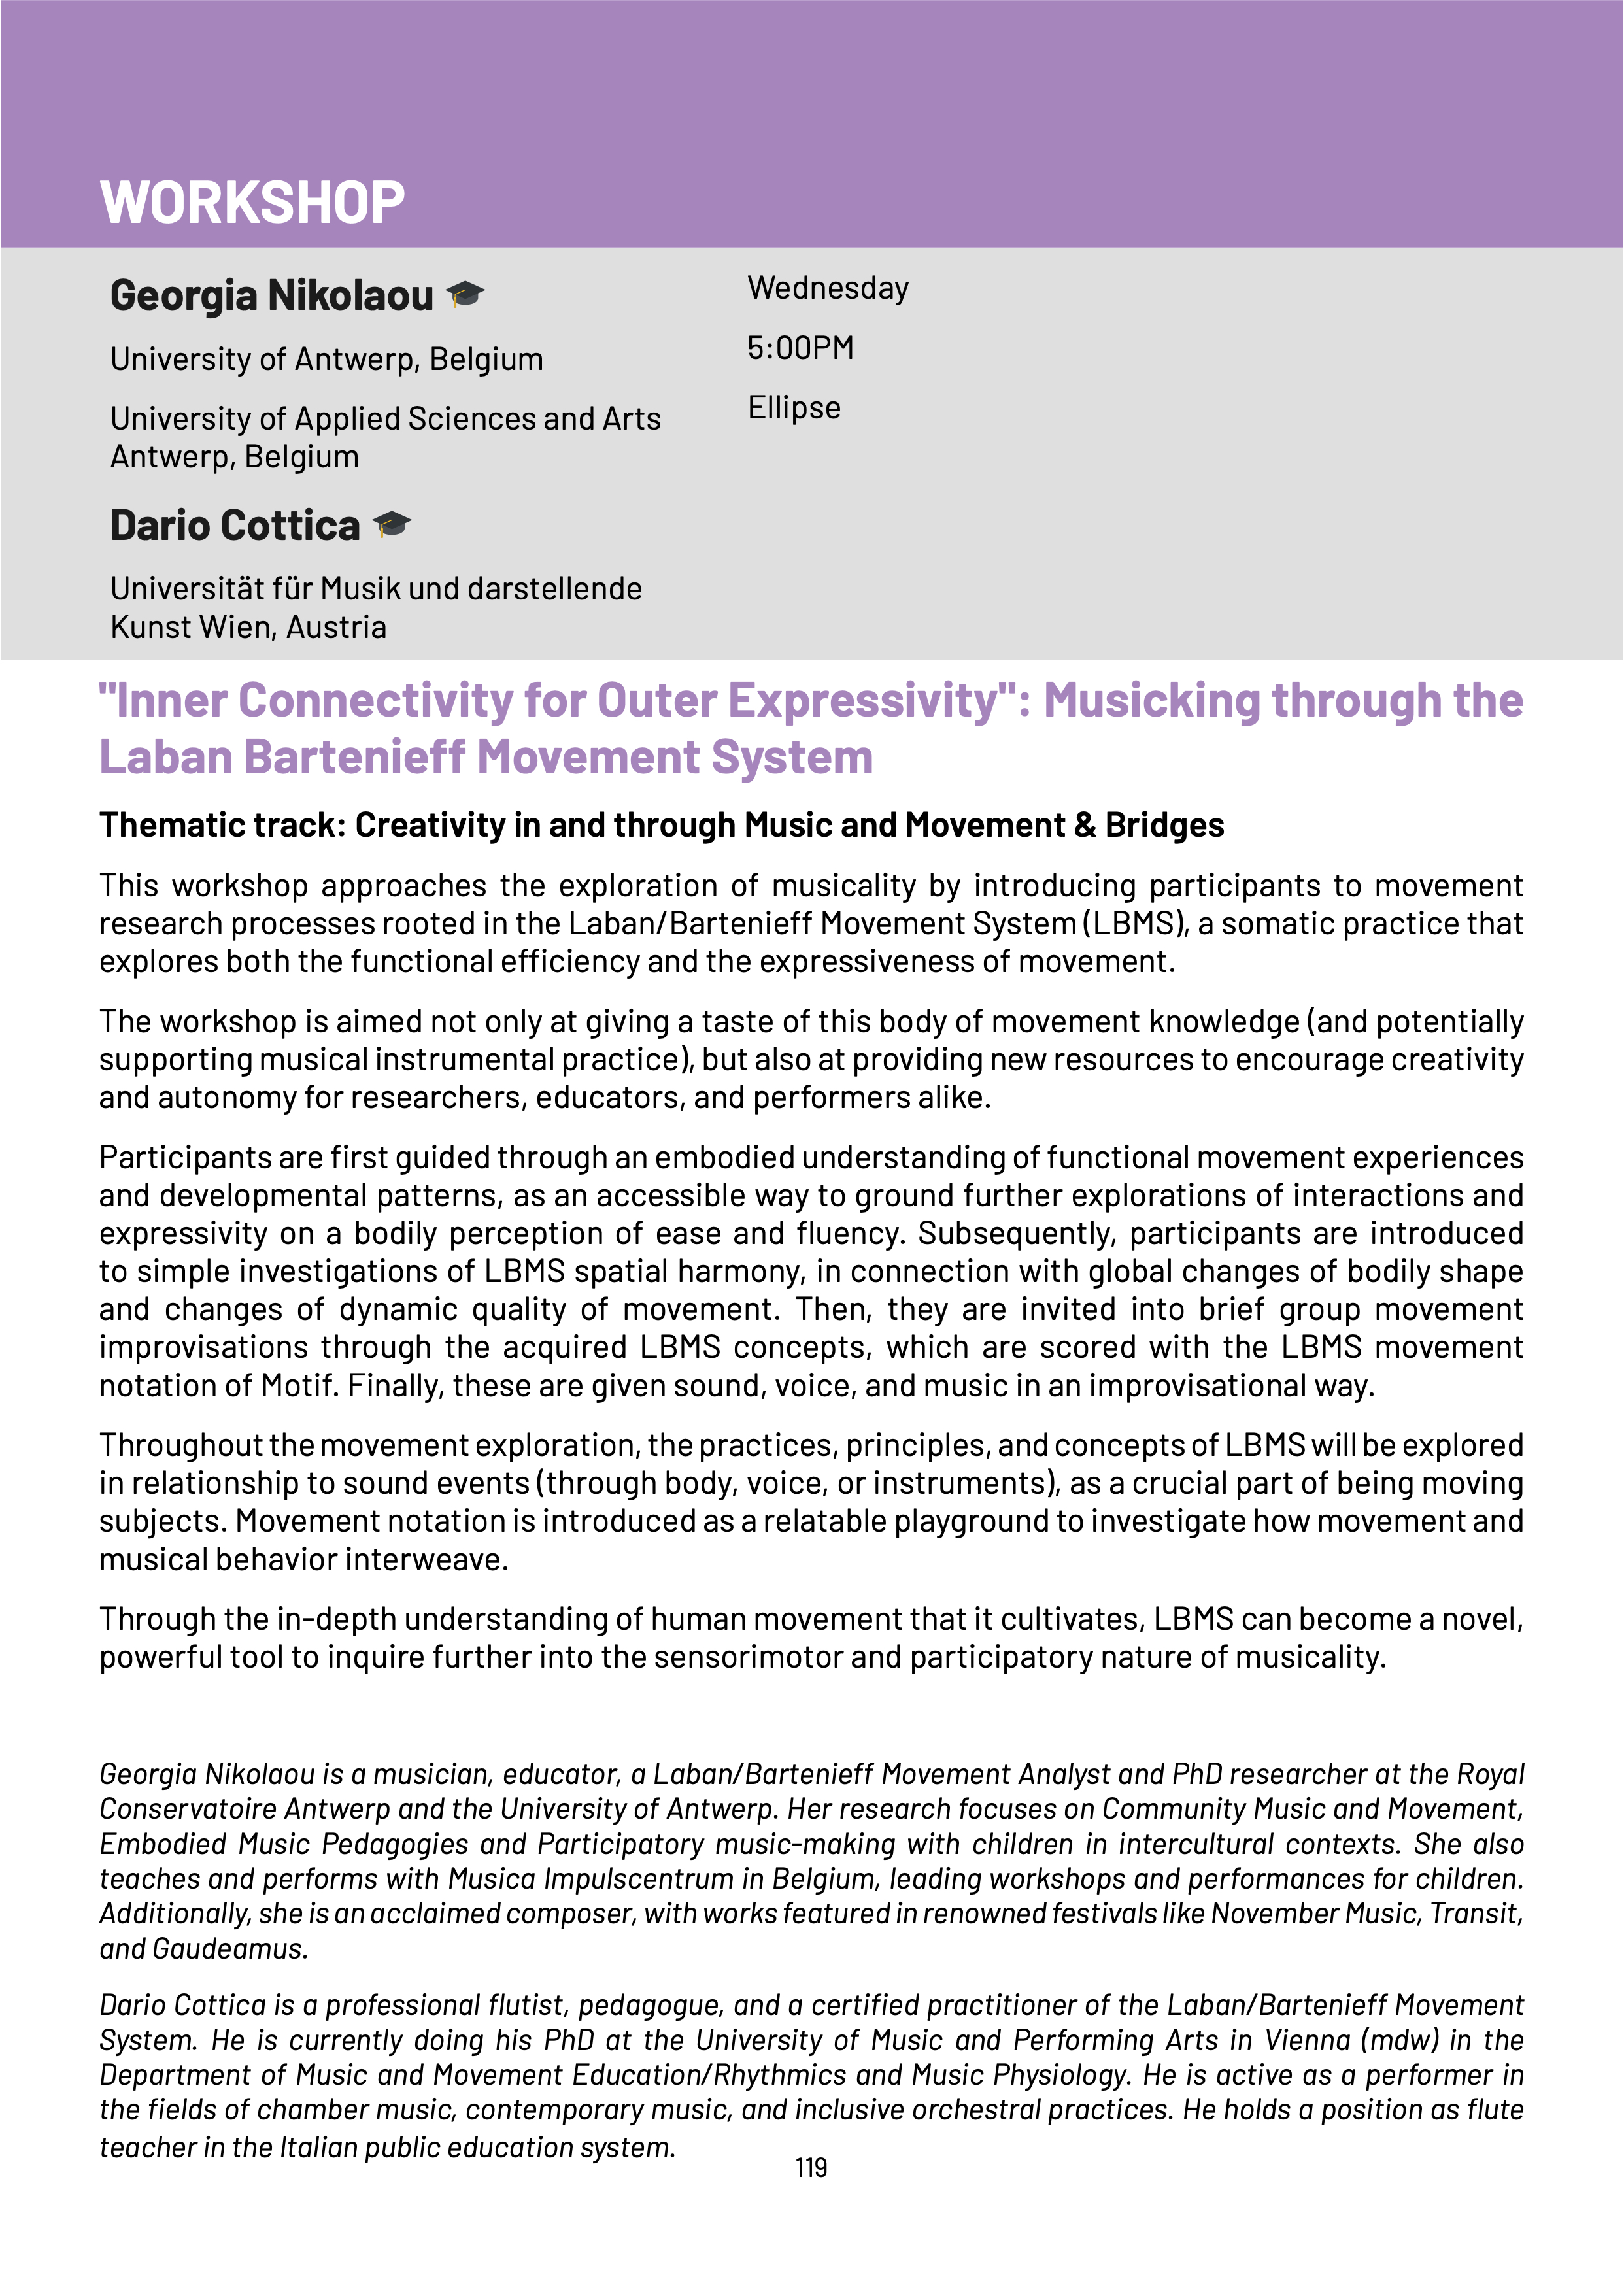 WORKSHOP
Georgia Nikolaou
University of Antwerp, Belgium
University of Applied Sciences and Arts
Antwerp, Belgium
Dario Cottica
Universität für Musik und darstellende
Kunst Wien, Austria
Wednesday
5:00PM
Ellipse
"Inner Connectivity for Outer Expressivity": Musicking through the
Laban Bartenieff Movement System
Thematic track: Creativity in and through Music and Movement & Bridges
This workshop approaches the exploration of musicality by introducing participants to movement
research processes rooted in the Laban/Bartenieff Movement System (LBMS), a somatic practice that
explores both the functional efficiency and the expressiveness of movement.
The workshop is aimed not only at giving a taste of this body of movement knowledge (and potentially
supporting musical instrumental practice), but also at providing new resources to encourage creativity
and autonomy for researchers, educators, and performers alike.
Participants are first guided through an embodied understanding of functional movement experiences
and developmental patterns, as an accessible way to ground further explorations of interactions and
expressivity on a bodily perception of ease and fluency. Subsequently, participants are introduced
to simple investigations of LBMS spatial harmony, in connection with global changes of bodily shape
and changes of dynamic quality of movement. Then, they are invited into brief group movement
improvisations through the acquired LBMS concepts, which are scored with the LBMS movement
notation of Motif. Finally, these are given sound, voice, and music in an improvisational way.
Throughout the movement exploration, the practices, principles, and concepts of LBMS will be explored
in relationship to sound events (through body, voice, or instruments), as a crucial part of being moving
subjects. Movement notation is introduced as a relatable playground to investigate how movement and
musical behavior interweave.
Through the in-depth understanding of human movement that it cultivates, LBMS can become a novel,
powerful tool to inquire further into the sensorimotor and participatory nature of musicality.
Georgia Nikolaou is a musician, educator, a Laban/Bartenieff Movement Analyst and PhD researcher at the Royal
Conservatoire Antwerp and the University of Antwerp. Her research focuses on Community Music and Movement,
Embodied Music Pedagogies and Participatory music-making with children in intercultural contexts. She also
teaches and performs with Musica Impulscentrum in Belgium, leading workshops and performances for children.
Additionally, she is an acclaimed composer, with works featured in renowned festivals like November Music, Transit,
and Gaudeamus.
Dario Cottica is a professional flutist, pedagogue, and a certified practitioner of the Laban/Bartenieff Movement
System. He is currently doing his PhD at the University of Music and Performing Arts in Vienna (mdw) in the
Department of Music and Movement Education/Rhythmics and Music Physiology. He is active as a performer in
the fields of chamber music, contemporary music, and inclusive orchestral practices. He holds a position as flute
teacher in the Italian public education system.
119